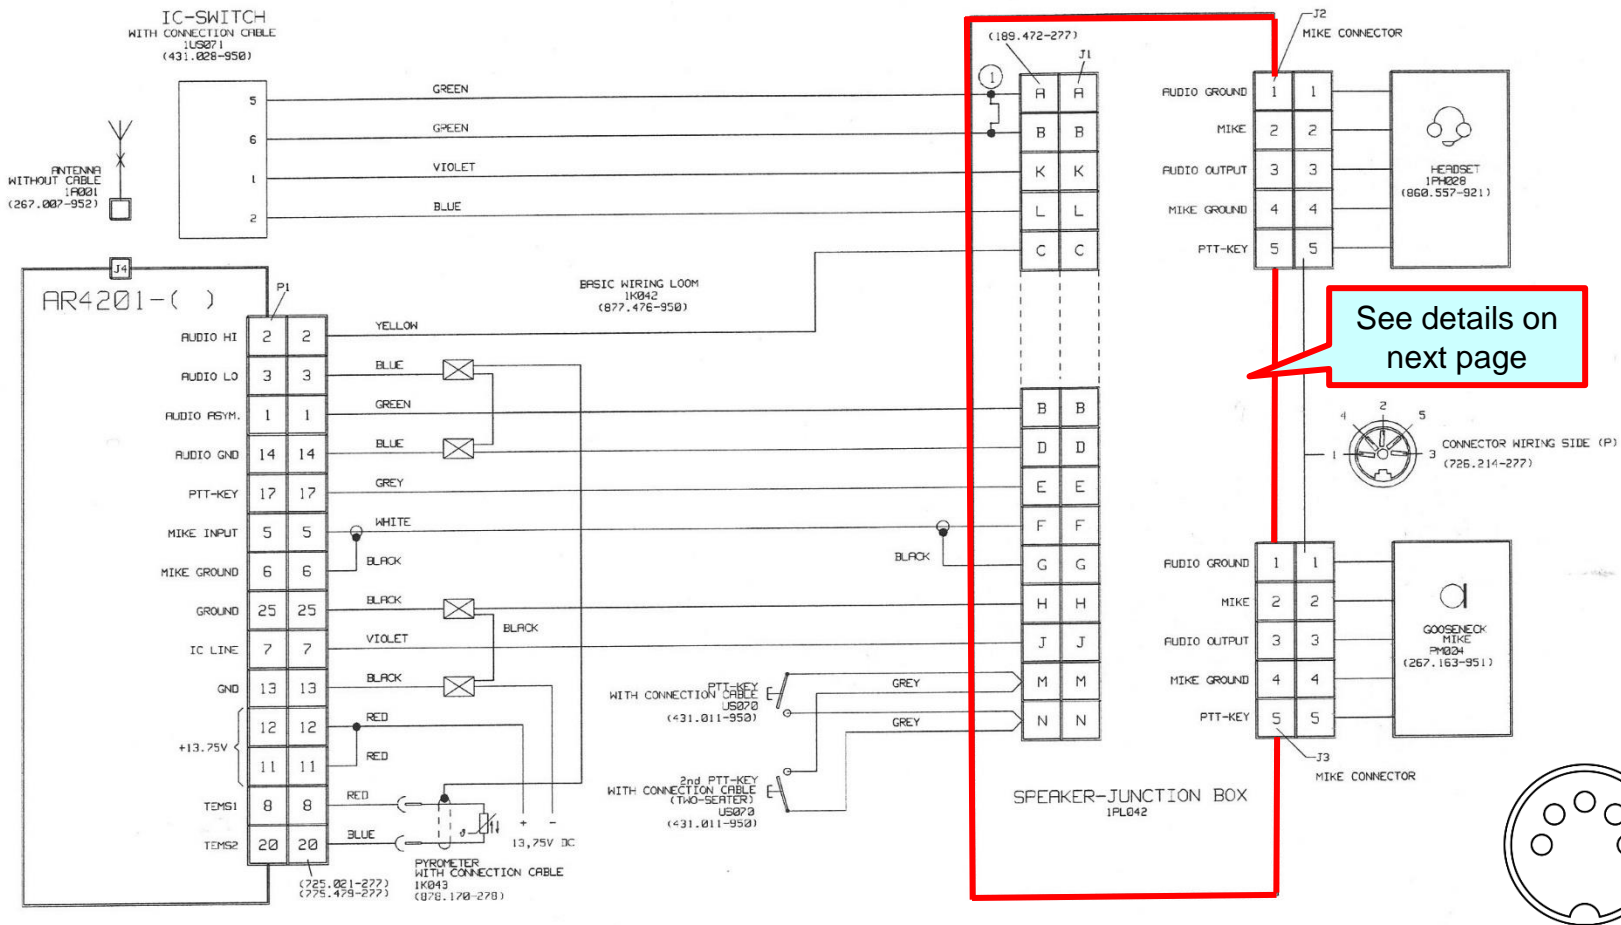 IC-SWITCH
WITH CONNECTION CABLE
1US071
(431.028-950)
5
6
1
2
GREEN
GREEN
VIOLET
BLUE
ANTENNA
WITHOUT CABLE
1A001
(267.007-952)
J4
AR4201-( )
P1
BASIC WIRING LOOM
1K042
(877.476-950)
AUDIO HI 2 2 YELLOW
AUDIO LO 3 3 BLUE
AUDIO ASYM. 1 1 GREEN
AUDIO GND 14 14 BLUE
PTT-KEY 17 17 GREY
MIKE INPUT 5 5 WHITE
MIKE GROUND 6 6 BLACK
GROUND 25 25 BLACK
BLACK
IC LINE 7 7 VIOLET
GND 13 13 BLACK
12 12 RED
+13.75V
11 11 RED
TEMS1 8 8 RED
TEMS2 20 20 BLUE
(725.021-277)
(775.479-277)
+ −
13,75V DC
PYROMETER
WITH CONNECTION CABLE
1K043
(878.170-278)
BLACK
PTT-KEY
WITH CONNECTION CABLE
US070
(431.011-950)
GREY
GREY
2nd PTT-KEY
WITH CONNECTION CABLE
(TWO-SEATER)
US070
(431.011-950)
(189.472-277)
J1
1
A A
B B
K K
L L
C C
B B
D D
E E
F F
G G
H H
J J
M M
N N
SPEAKER-JUNCTION BOX
1PL042
J2
MIKE CONNECTOR
AUDIO GROUND 1 1
MIKE 2 2
AUDIO OUTPUT 3 3
MIKE GROUND 4 4
PTT-KEY 5 5
HEADSET
1PH028
(860.557-921)
See details on
next page
2
4 5
1 3
CONNECTOR WIRING SIDE (P)
(726.214-277)
AUDIO GROUND 1 1
MIKE 2 2
AUDIO OUTPUT 3 3
MIKE GROUND 4 4
PTT-KEY 5 5
GOOSENECK
MIKE
PM004
(267.163-951)
J3
MIKE CONNECTOR